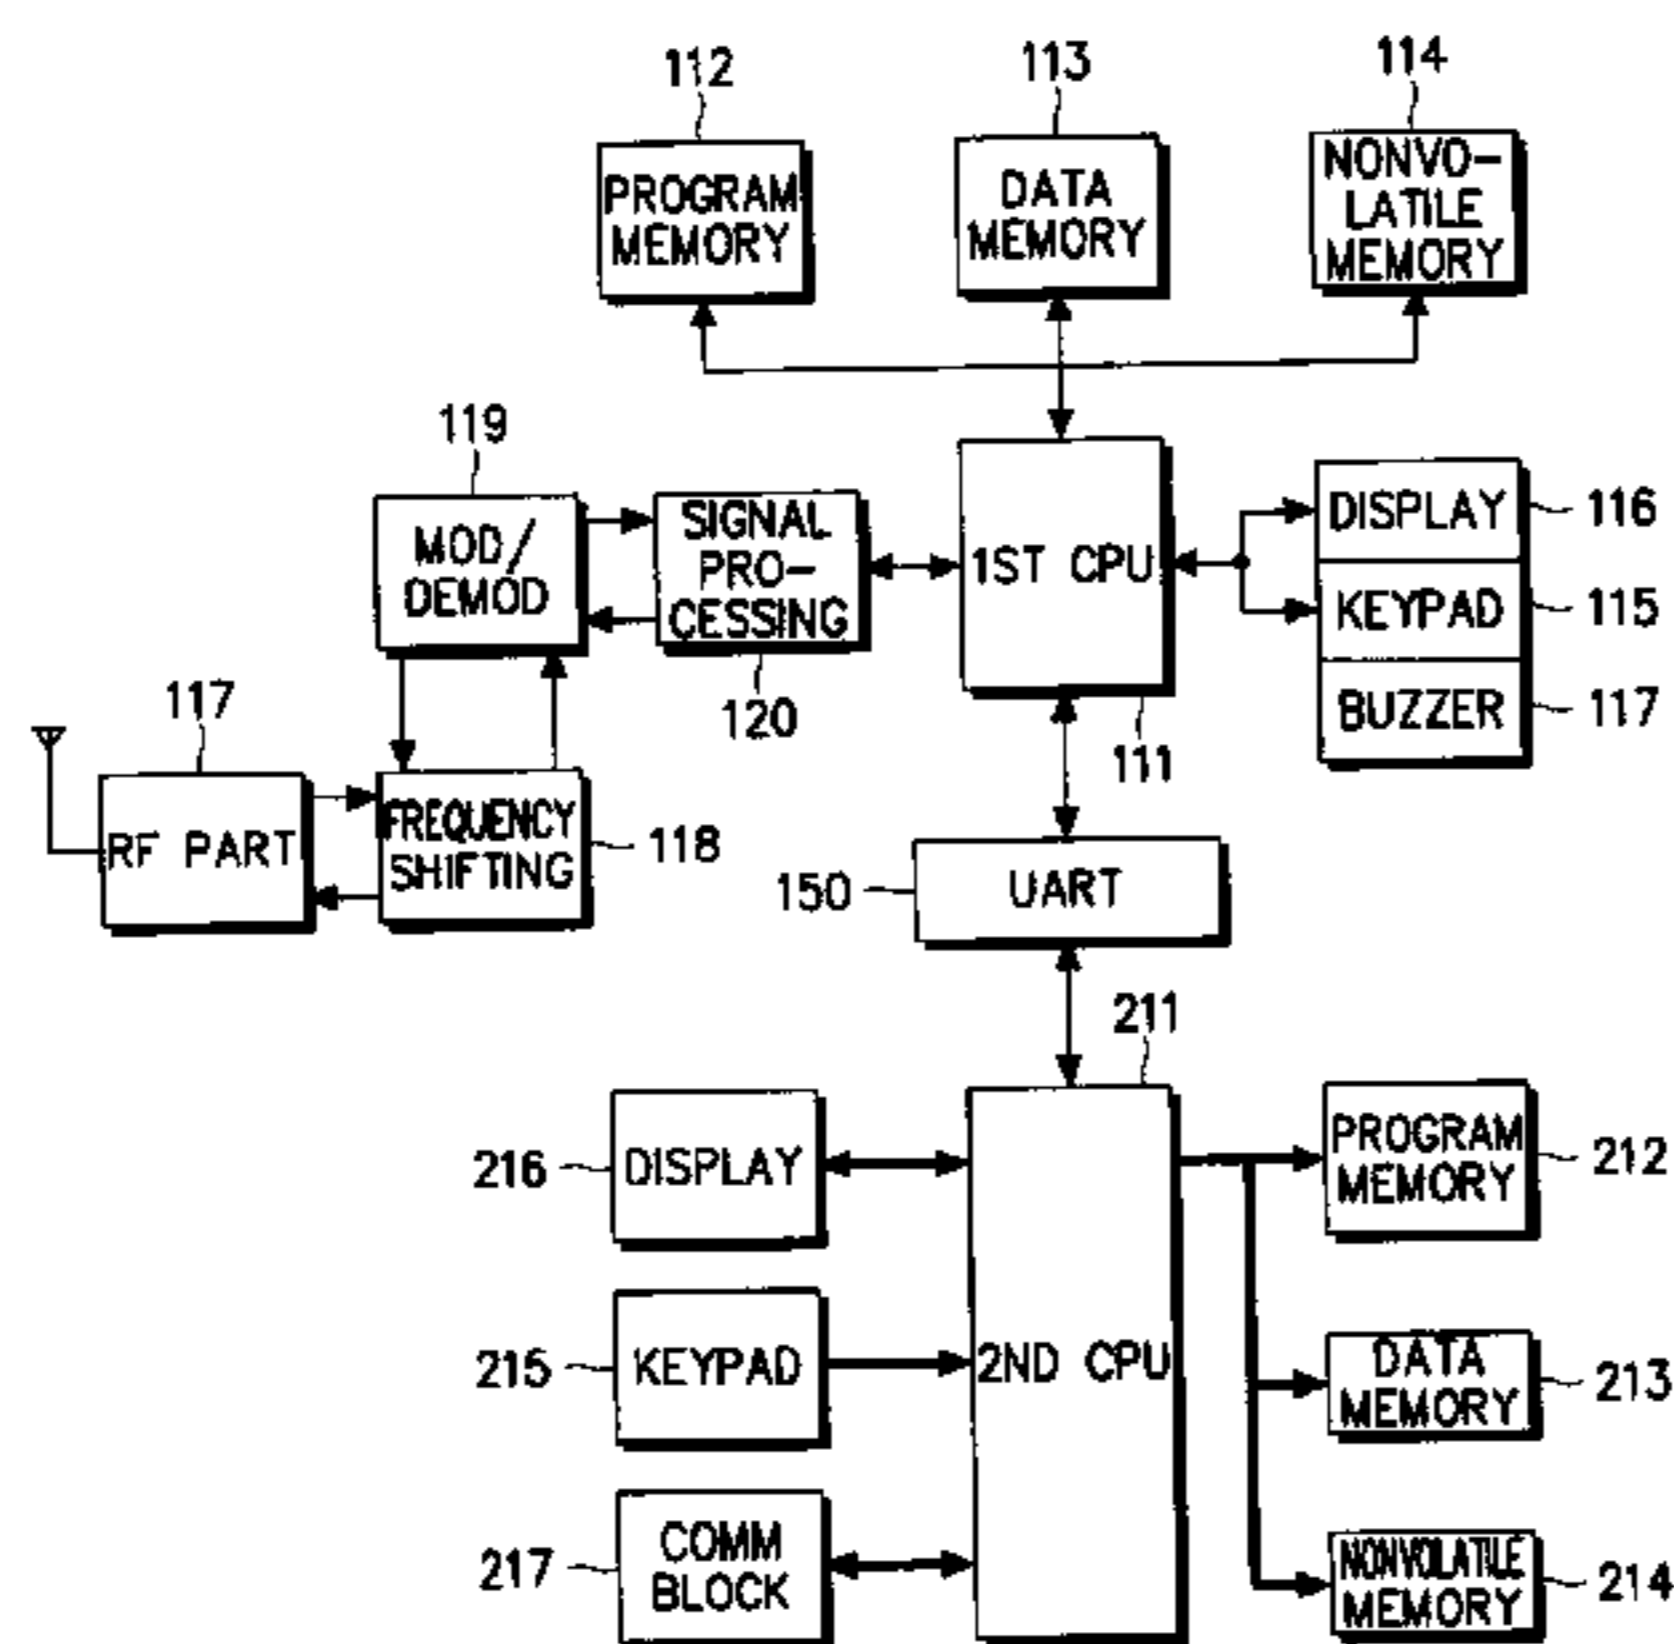 112
113
114
PROGRAM
MEMORY
DATA
MEMORY
NONVO-
LATILE
MEMORY
119
MOD/
DEMOD
SIGNAL
PRO-
CESSING
120
1ST CPU
111
DISPLAY
116
KEYPAD
115
BUZZER
117
117
RF PART
FREQUENCY
SHIFTING
118
150
UART
211
216
DISPLAY
215
KEYPAD
217
COMM
BLOCK
2ND CPU
PROGRAM
MEMORY
212
DATA
MEMORY
213
NONVOLATILE
MEMORY
214